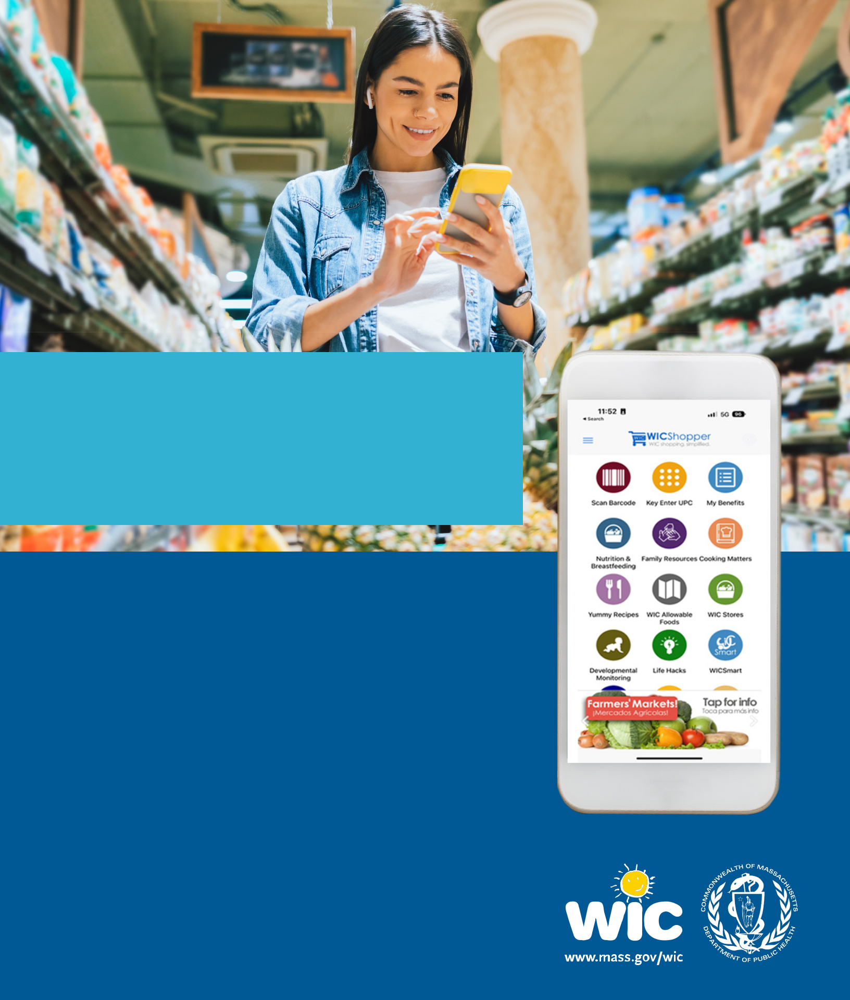 11:52
Search
5G 96
WIC WICShopper
WIC shopping, simplified.
Scan Barcode
Key Enter UPC
My Benefits
Nutrition &
Breastfeeding
Family Resources
Cooking Matters
Yummy Recipes
WIC Allowable
Foods
WIC Stores
Smart
Developmental
Monitoring
Life Hacks
WICSmart
Farmers' Markets!
¡Mercados Agrícolas!
Tap for info
Toca para más info
WIC
www.mass.gov/wic
COMMONWEALTH OF MASSACHUSETTS
DEPARTMENT OF PUBLIC HEALTH